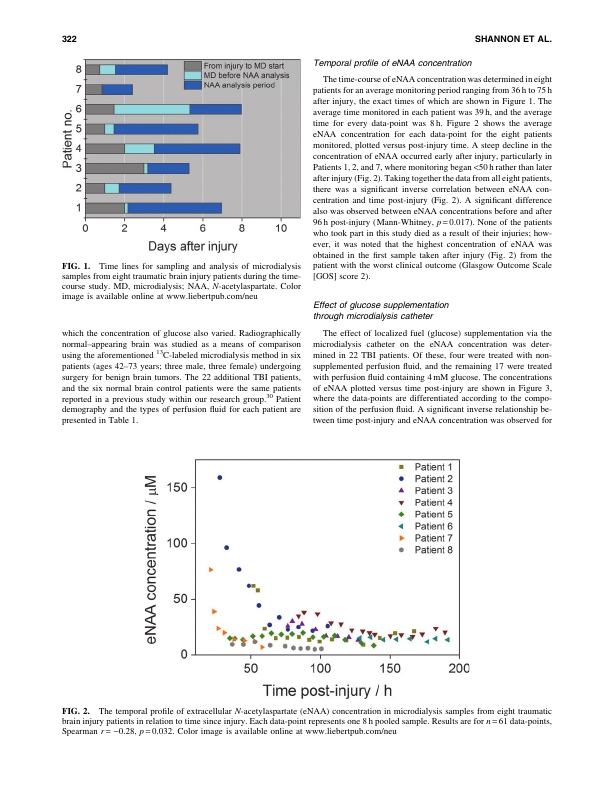 322
SHANNON ET AL.
From injury to MD start
MD before NAA analysis
NAA analysis period
Patient no.
8
7
6
5
4
3
2
1
0
2
4
6
8
10
Days after injury
FIG. 1. Time lines for sampling and analysis of microdialysis
samples from eight traumatic brain injury patients during the time-
course study. MD, microdialysis; NAA, N-acetylaspartate. Color
image is available online at www.liebertpub.com/neu
which the concentration of glucose also varied. Radiographically
normal–appearing brain was studied as a means of comparison
using the aforementioned 13C-labeled microdialysis method in six
patients (ages 42–73 years; three male, three female) undergoing
surgery for benign brain tumors. The 22 additional TBI patients,
and the six normal brain control patients were the same patients
reported in a previous study within our research group.30 Patient
demography and the types of perfusion fluid for each patient are
presented in Table 1.
Temporal profile of eNAA concentration
The time-course of eNAA concentration was determined in eight
patients for an average monitoring period ranging from 36 h to 75 h
after injury, the exact times of which are shown in Figure 1. The
average time monitored in each patient was 39 h, and the average
time for every data-point was 8 h. Figure 2 shows the average
eNAA concentration for each data-point for the eight patients
monitored, plotted versus post-injury time. A steep decline in the
concentration of eNAA occurred early after injury, particularly in
Patients 1, 2, and 7, where monitoring began <50 h rather than later
after injury (Fig. 2). Taking together the data from all eight patients,
there was a significant inverse correlation between eNAA con-
centration and time post-injury (Fig. 2). A significant difference
also was observed between eNAA concentrations before and after
96 h post-injury (Mann-Whitney, p = 0.017). None of the patients
who took part in this study died as a result of their injuries; how-
ever, it was noted that the highest concentration of eNAA was
obtained in the first sample taken after injury (Fig. 2) from the
patient with the worst clinical outcome (Glasgow Outcome Scale
[GOS] score 2).
Effect of glucose supplementation
through microdialysis catheter
The effect of localized fuel (glucose) supplementation via the
microdialysis catheter on the eNAA concentration was deter-
mined in 22 TBI patients. Of these, four were treated with non-
supplemented perfusion fluid, and the remaining 17 were treated
with perfusion fluid containing 4 mM glucose. The concentrations
of eNAA plotted versus time post-injury are shown in Figure 3,
where the data-points are differentiated according to the compo-
sition of the perfusion fluid. A significant inverse relationship be-
tween time post-injury and eNAA concentration was observed for
eNAA concentration / µM
150
100
50
0
50
100
150
200
Time post-injury / h
Patient 1
Patient 2
Patient 3
Patient 4
Patient 5
Patient 6
Patient 7
Patient 8
FIG. 2. The temporal profile of extracellular N-acetylaspartate (eNAA) concentration in microdialysis samples from eight traumatic
brain injury patients in relation to time since injury. Each data-point represents one 8 h pooled sample. Results are for n = 61 data-points,
Spearman r = −0.28, p = 0.032. Color image is available online at www.liebertpub.com/neu